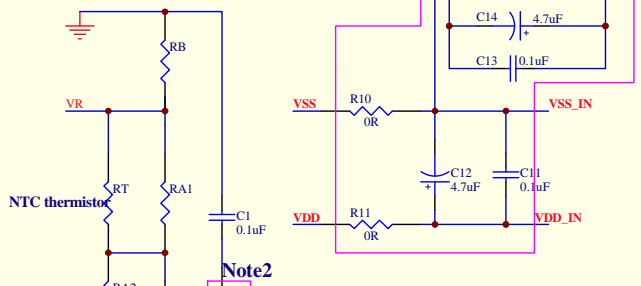 C14
4.7uF
+
C13
0.1uF
RB
VR
VSS
R10
0R
VSS_IN
RT
RA1
NTC thermistor
C12
4.7uF
+
C11
0.1uF
C1
0.1uF
VDD
R11
0R
VDD_IN
Note2
RA2